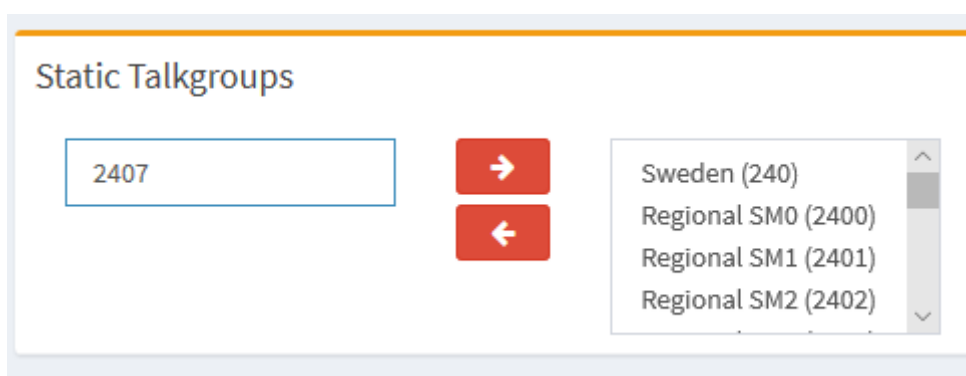 Static Talkgroups
2407
Sweden (240)
Regional SM0 (2400)
Regional SM1 (2401)
Regional SM2 (2402)